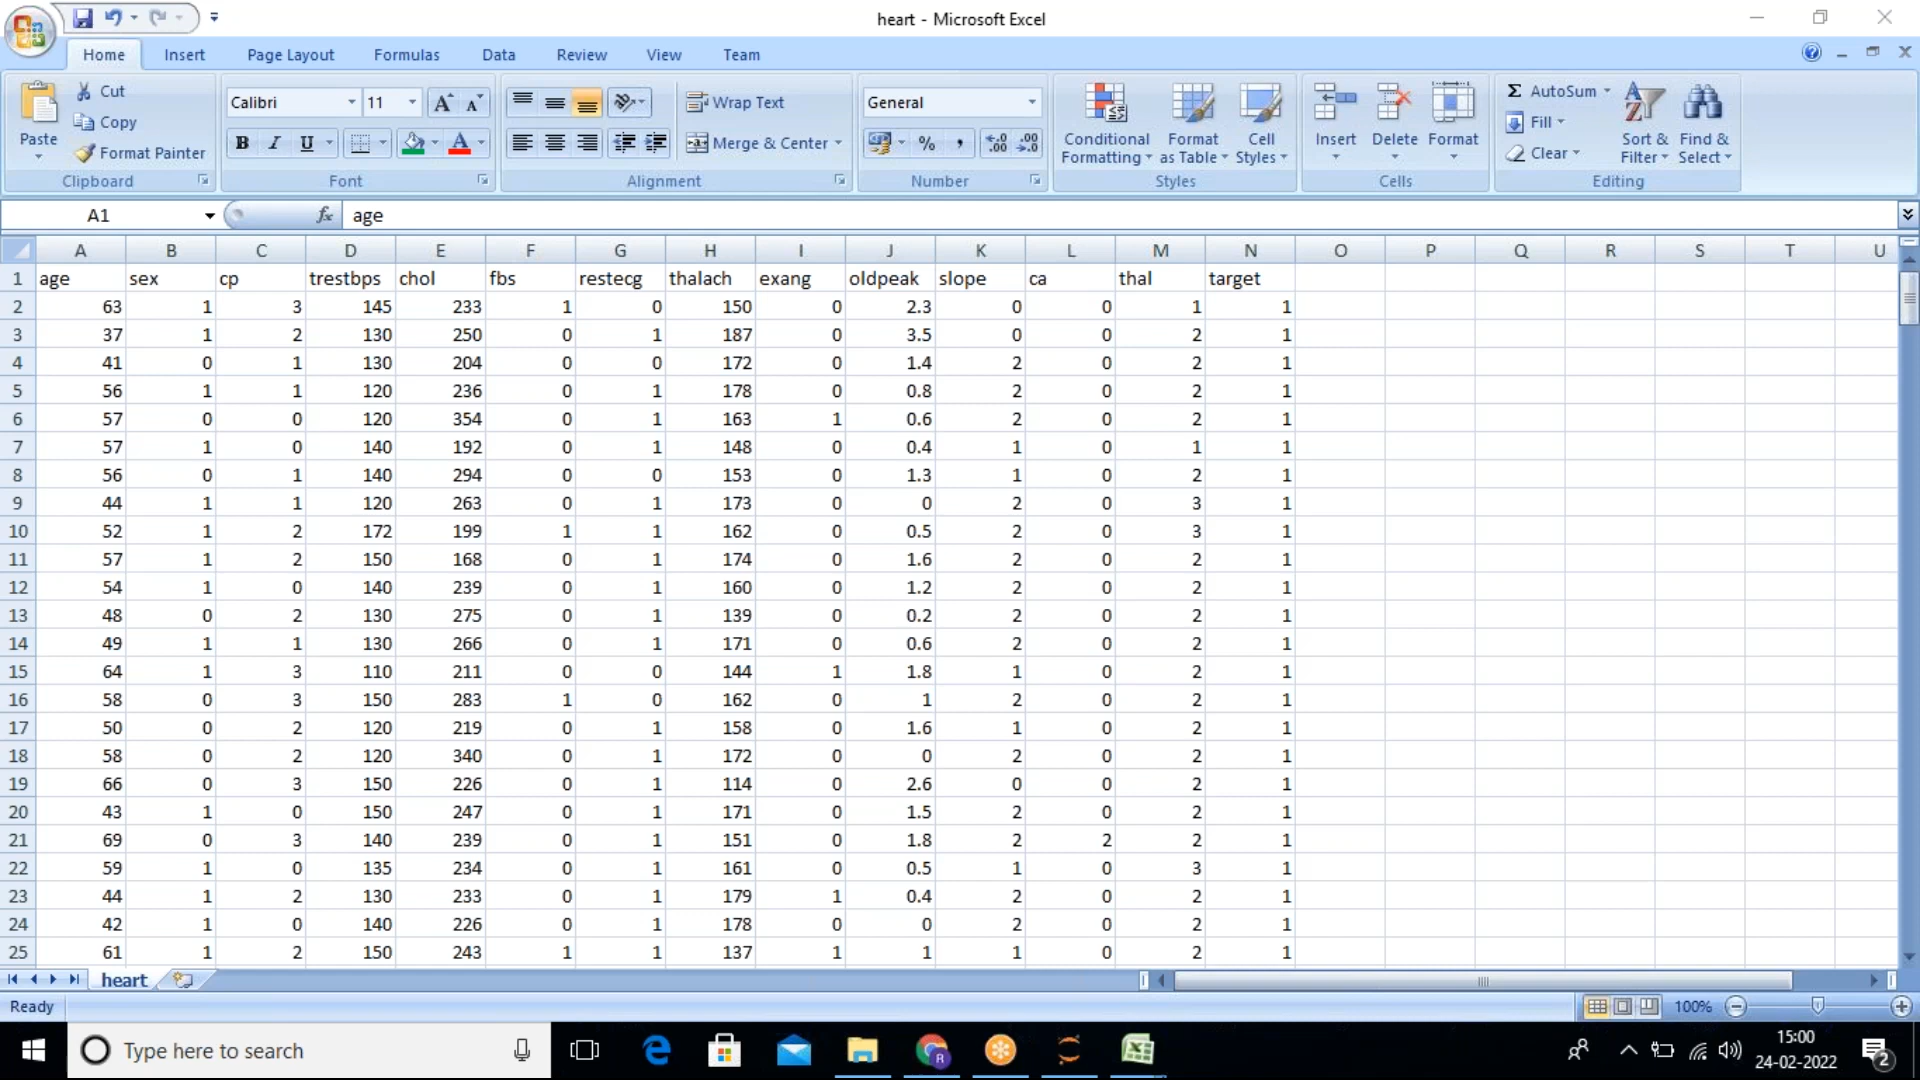 heart - Microsoft Excel
Home Insert Page Layout Formulas Data Review View Team
Paste Cut Copy Format Painter Clipboard
Calibri 11 B I U Font
Wrap Text Merge & Center Alignment
General % , Number
Conditional Formatting Format as Table Cell Styles Styles
Insert Delete Format Cells
AutoSum Fill Clear Sort & Filter Find & Select Editing
A1 fx age
A B C D E F G H I J K L M N O P Q R S T U
1 age sex cp trestbps chol fbs restecg thalach exang oldpeak slope ca thal target
2 63 1 3 145 233 1 0 150 0 2.3 0 0 1 1
3 37 1 2 130 250 0 1 187 0 3.5 0 0 2 1
4 41 0 1 130 204 0 0 172 0 1.4 2 0 2 1
5 56 1 1 120 236 0 1 178 0 0.8 2 0 2 1
6 57 0 0 120 354 0 1 163 1 0.6 2 0 2 1
7 57 1 0 140 192 0 1 148 0 0.4 1 0 1 1
8 56 0 1 140 294 0 0 153 0 1.3 1 0 2 1
9 44 1 1 120 263 0 1 173 0 0 2 0 3 1
10 52 1 2 172 199 1 1 162 0 0.5 2 0 3 1
11 57 1 2 150 168 0 1 174 0 1.6 2 0 2 1
12 54 1 0 140 239 0 1 160 0 1.2 2 0 2 1
13 48 0 2 130 275 0 1 139 0 0.2 2 0 2 1
14 49 1 1 130 266 0 1 171 0 0.6 2 0 2 1
15 64 1 3 110 211 0 0 144 1 1.8 1 0 2 1
16 58 0 3 150 283 1 0 162 0 1 2 0 2 1
17 50 0 2 120 219 0 1 158 0 1.6 1 0 2 1
18 58 0 2 120 340 0 1 172 0 0 2 0 2 1
19 66 0 3 150 226 0 1 114 0 2.6 0 0 2 1
20 43 1 0 150 247 0 1 171 0 1.5 2 0 2 1
21 69 0 3 140 239 0 1 151 0 1.8 2 2 2 1
22 59 1 0 135 234 0 1 161 0 0.5 1 0 3 1
23 44 1 2 130 233 0 1 179 1 0.4 2 0 2 1
24 42 1 0 140 226 0 1 178 0 0 2 0 2 1
25 61 1 2 150 243 1 1 137 1 1 1 0 2 1
heart
Ready 100%
Type here to search
15:00
24-02-2022
2